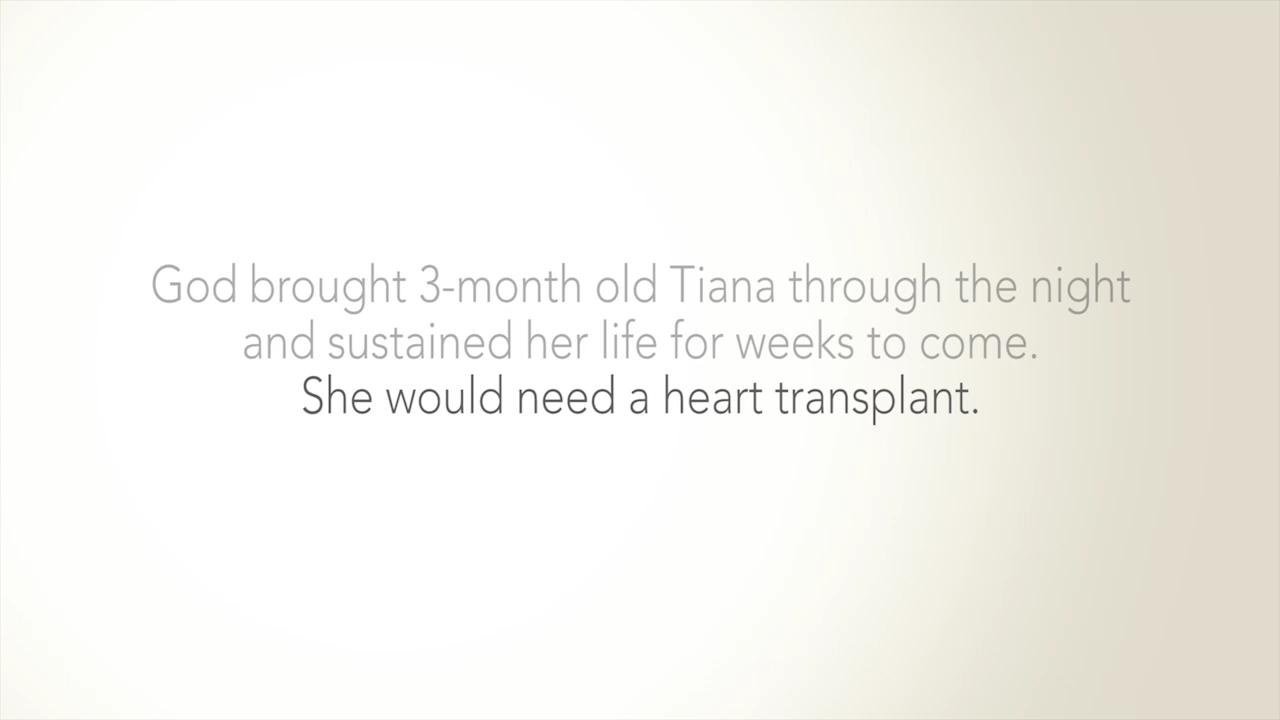 God brought 3-month old Tiana through the night
and sustained her life for weeks to come.
She would need a heart transplant.